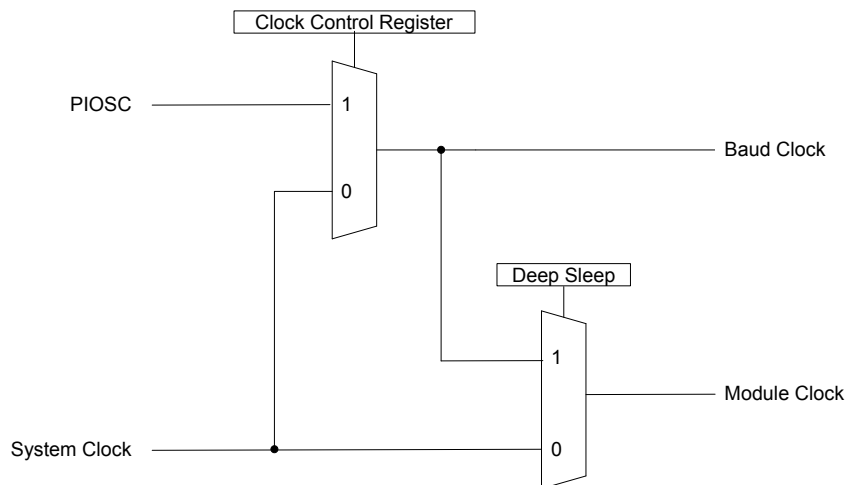 Clock Control Register
PIOSC
1
Baud Clock
0
Deep Sleep
1
Module Clock
System Clock
0